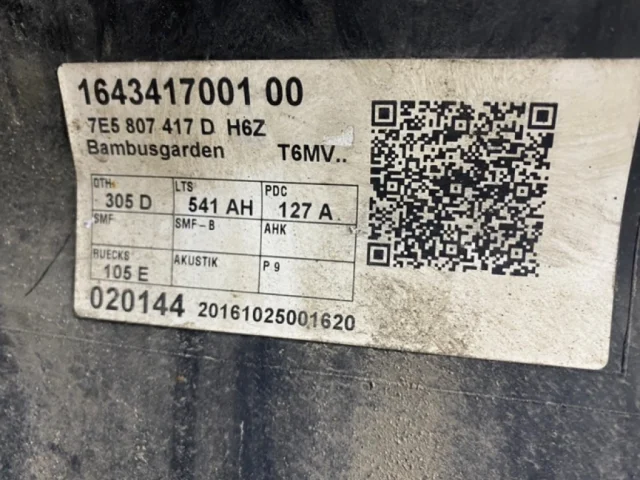 1643417001 00
7E5 807 417 D H6Z
Bambusgarden T6MV..
QTH LTS PDC
305 D 541 AH 127 A
SMF SMF-B AHK
RUECKS AKUSTIK P 9
105 E
020144 20161025001620